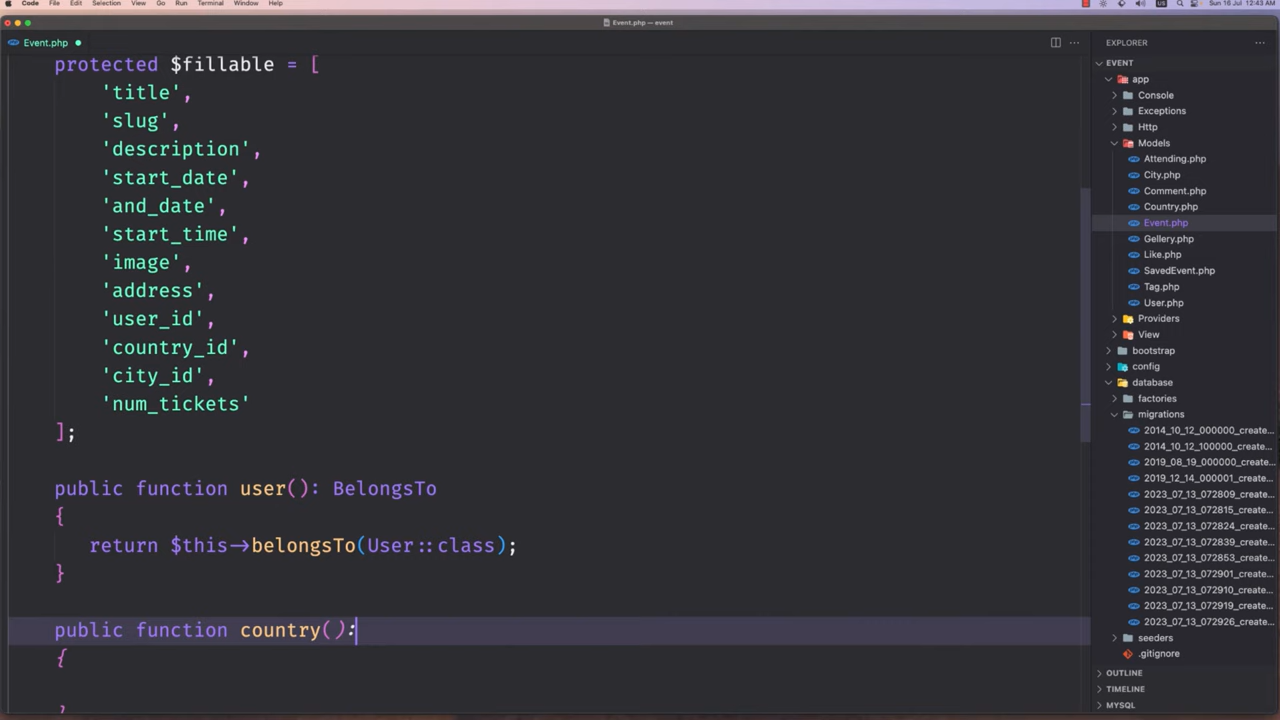 Code File Edit Selection View Go Run Terminal Window Help
Sun 16 Jul 12:43 AM
Event.php — event
Event.php
protected $fillable = [
'title',
'slug',
'description',
'start_date',
'and_date',
'start_time',
'image',
'address',
'user_id',
'country_id',
'city_id',
'num_tickets'
];
public function user(): BelongsTo
{
return $this->belongsTo(User::class);
}
public function country():
{
EXPLORER
EVENT
app
Console
Exceptions
Http
Models
Attending.php
City.php
Comment.php
Country.php
Event.php
Gellery.php
Like.php
SavedEvent.php
Tag.php
User.php
Providers
View
bootstrap
config
database
factories
migrations
2014_10_12_000000_create...
2014_10_12_100000_create...
2019_08_19_000000_create...
2019_12_14_000001_create...
2023_07_13_072809_create...
2023_07_13_072815_create...
2023_07_13_072824_create...
2023_07_13_072839_create...
2023_07_13_072853_create...
2023_07_13_072901_create...
2023_07_13_072910_create...
2023_07_13_072919_create...
2023_07_13_072926_create...
seeders
.gitignore
OUTLINE
TIMELINE
MYSQL